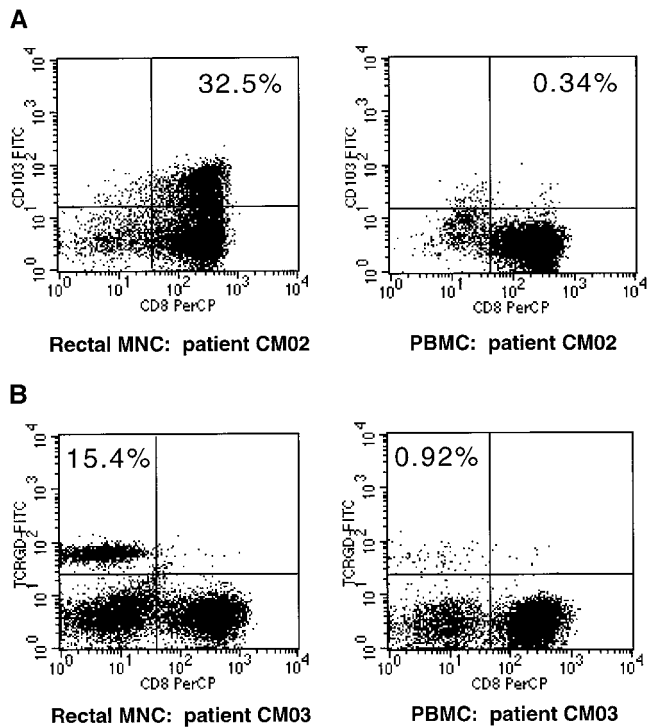 A
32.5%
0.34%
CD103 FITC
10^0 10^1 10^2 10^3 10^4
10^0 10^1 10^2 10^3 10^4
CD8 PerCP
CD103 FITC
10^0 10^1 10^2 10^3 10^4
10^0 10^1 10^2 10^3 10^4
CD8 PerCP
Rectal MNC: patient CM02
PBMC: patient CM02
B
15.4%
0.92%
TCRGD-FITC
10^0 10^1 10^2 10^3 10^4
10^0 10^1 10^2 10^3 10^4
CD8 PerCP
TCRGD-FITC
10^0 10^1 10^2 10^3 10^4
10^0 10^1 10^2 10^3 10^4
CD8 PerCP
Rectal MNC: patient CM03
PBMC: patient CM03